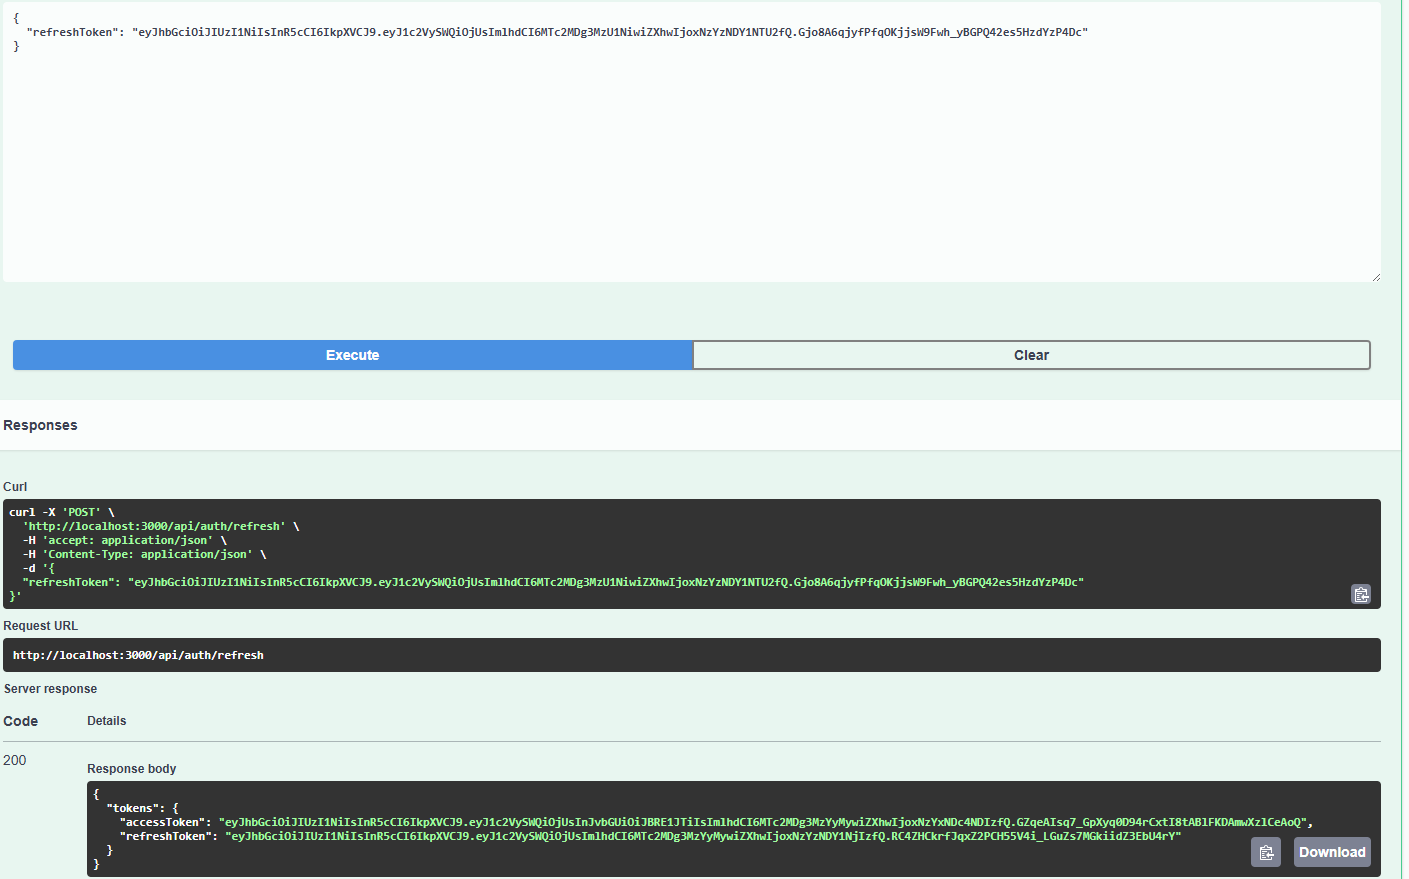 {
"refreshToken": "eyJhbGciOiJIUzI1NiIsInR5cCI6IkpXVCJ9.eyJ1c2VySWQiOjUsImlhdCI6MTc2MDg3MzU1NiwiZXhwIjoxNzYzNDY1NTU2fQ.Gjo8A6qjyfPfqOKjjsW9Fwh_yBGPQ42es5HzdYzP4Dc"
}
Execute
Clear
Responses
Curl
curl -X 'POST' \
'http://localhost:3000/api/auth/refresh' \
-H 'accept: application/json' \
-H 'Content-Type: application/json' \
-d '{
"refreshToken": "eyJhbGciOiJIUzI1NiIsInR5cCI6IkpXVCJ9.eyJ1c2VySWQiOjUsImlhdCI6MTc2MDg3MzU1NiwiZXhwIjoxNzYzNDY1NTU2fQ.Gjo8A6qjyfPfqOKjjsW9Fwh_yBGPQ42es5HzdYzP4Dc"
}'
Request URL
http://localhost:3000/api/auth/refresh
Server response
Code Details
200
Response body
{
"tokens": {
"accessToken": "eyJhbGciOiJIUzI1NiIsInR5cCI6IkpXVCJ9.eyJ1c2VySWQiOjUsInJvbGUiOiJBRE1JTiIsImlhdCI6MTc2MDg3MzYyMywiZXhwIjoxNzYxNDc4NDIzfQ.GZqeAIsq7_GpXyq0D94rCxtI8tABlFKDAmwXzlCeAoQ",
"refreshToken": "eyJhbGciOiJIUzI1NiIsInR5cCI6IkpXVCJ9.eyJ1c2VySWQiOjUsImlhdCI6MTc2MDg3MzYyMywiZXhwIjoxNzYzNDY1NjIzfQ.RC4ZHCkrfJqxZ2PCH55V4i_LGuZs7MGkiidZ3EbU4rY"
}
}
Download